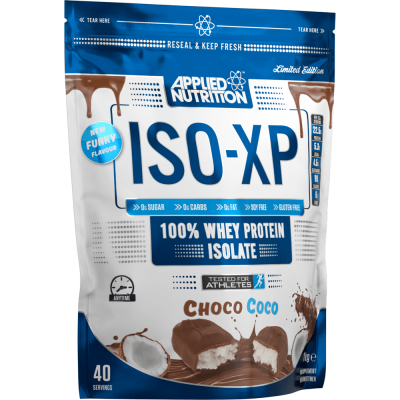 TEAR HERE
TEAR HERE
RESEAL & KEEP FRESH
Limited Edition
APPLIED
NUTRITION
NEW
FUNKY
FLAVOUR
ISO-XP
0g SUGAR
0g CARBS
0g FAT
SOY FREE
GLUTEN FREE
100% WHEY PROTEIN
ISOLATE
TESTED FOR
ATHLETES
ANYTIME
CHOCO COCO
40
SERVINGS